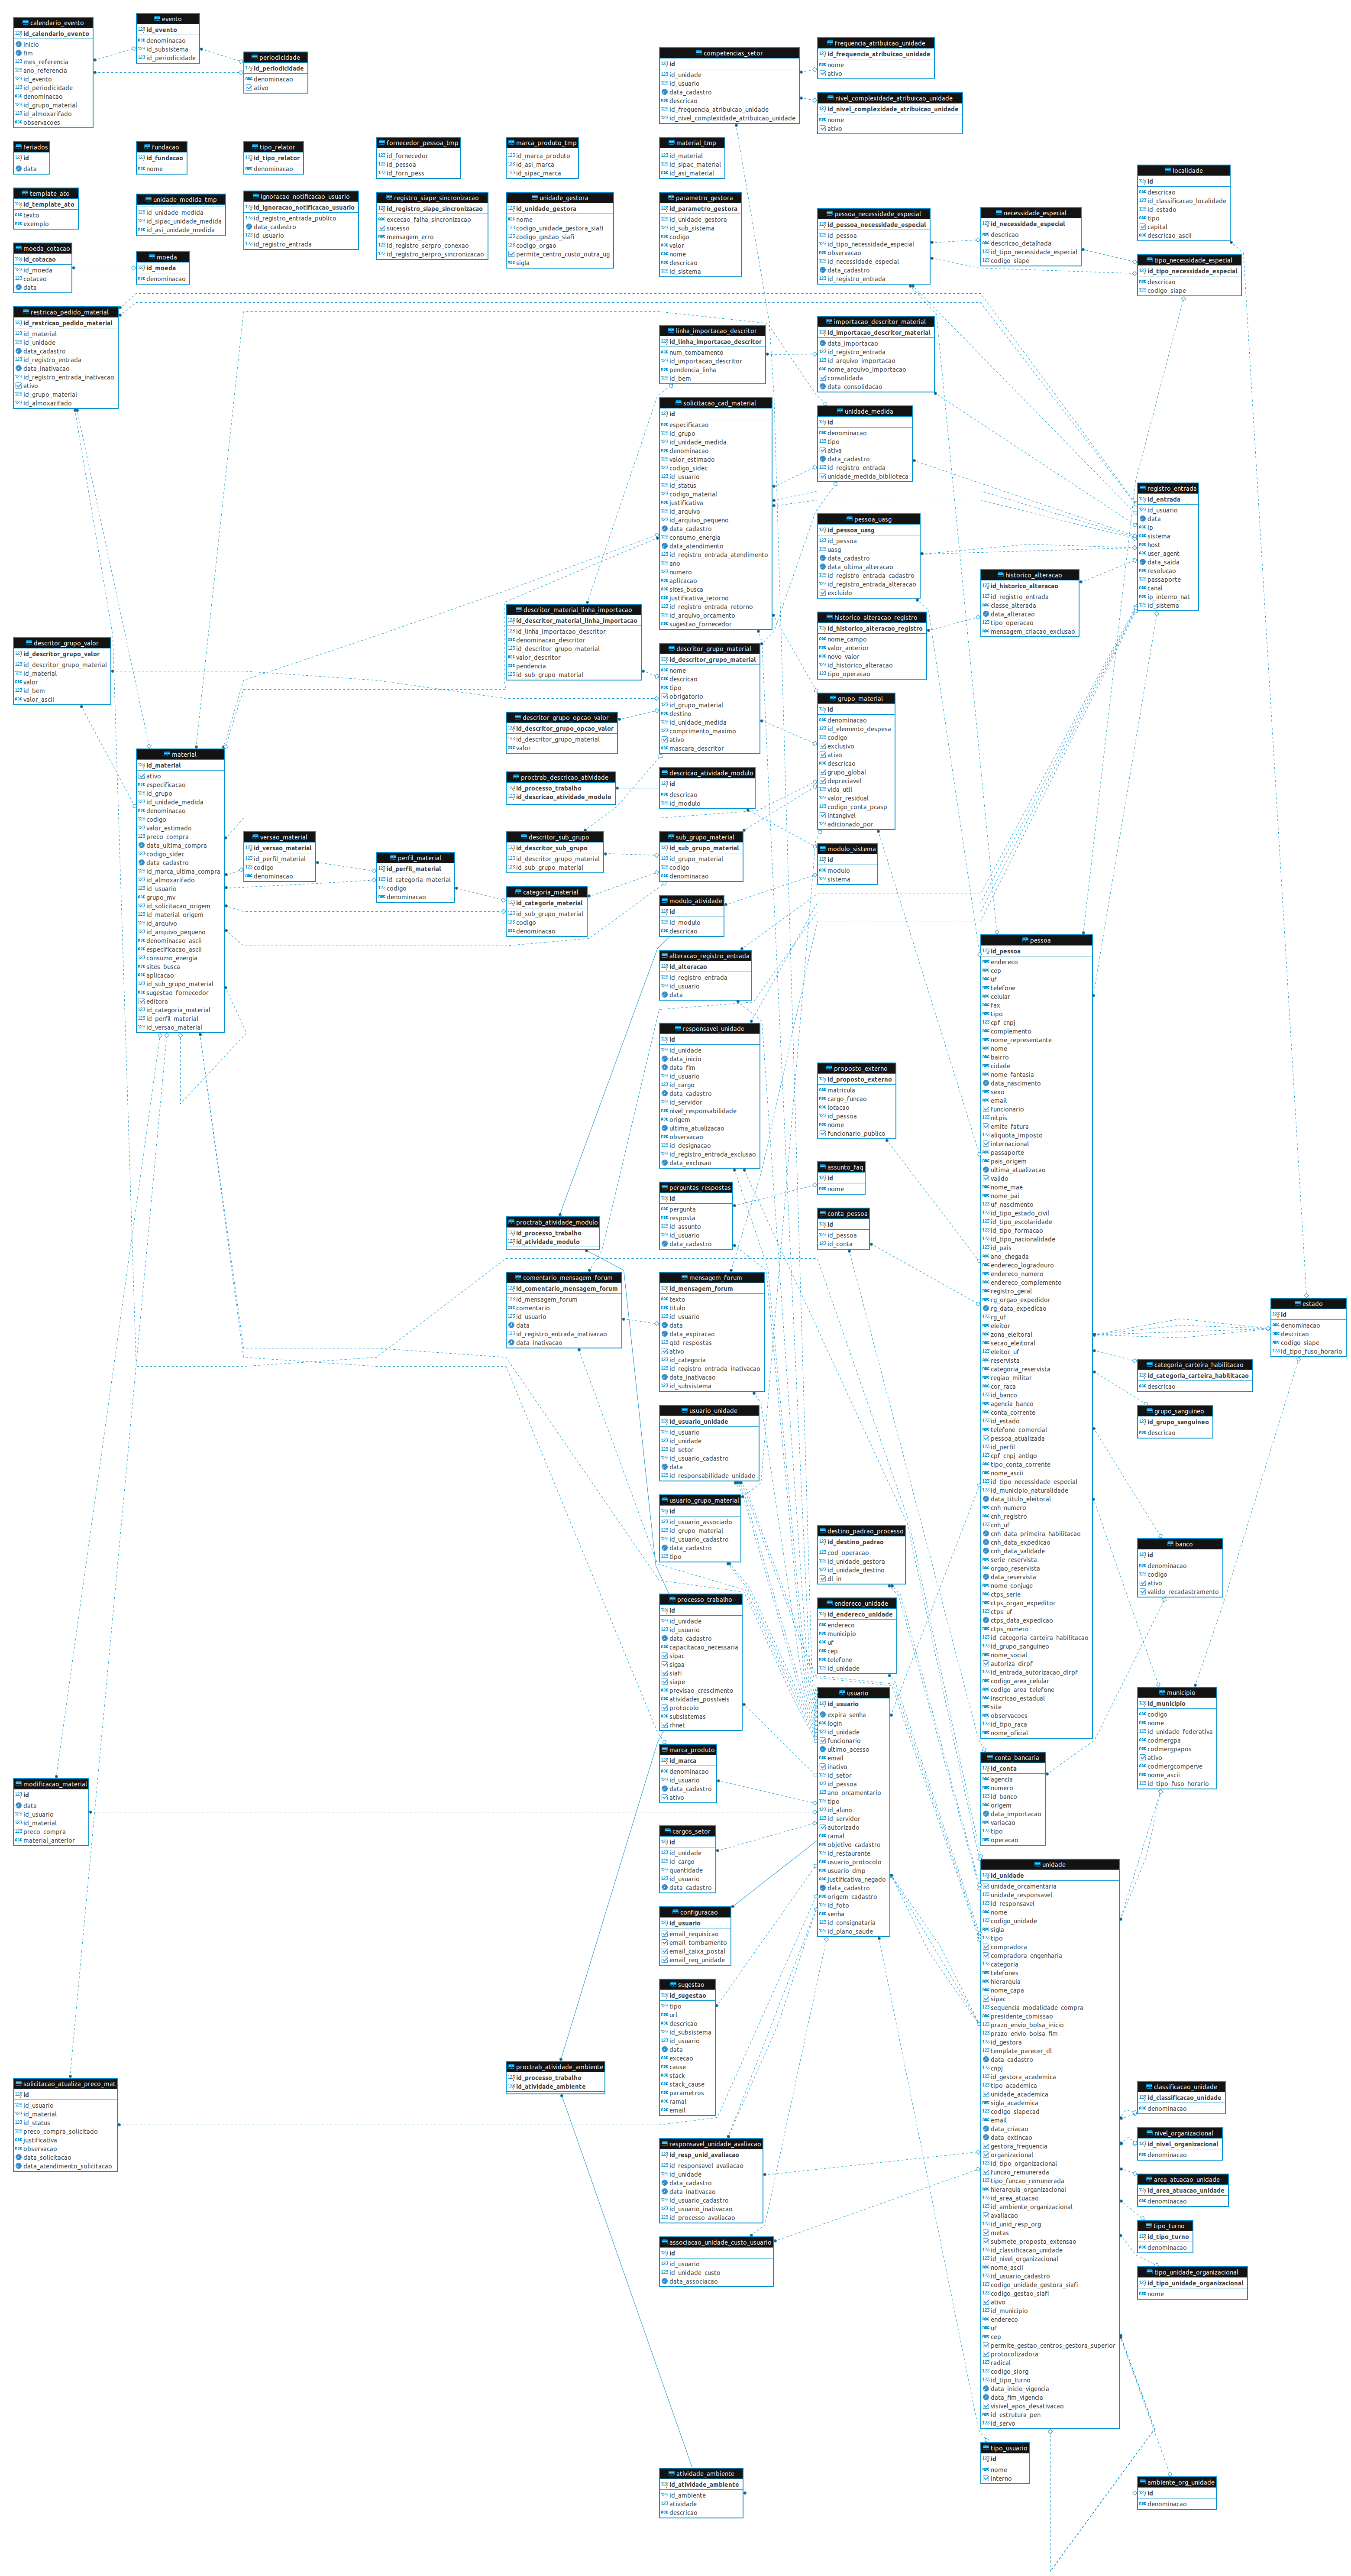 calendario_evento
id_calendario_evento
inicio
fim
mes_referencia
ano_referencia
id_evento
id_periodicidade
denominacao
id_grupo_material
id_almoxarifado
observacoes
evento
id_evento
denominacao
id_subsistema
id_periodicidade
periodicidade
id_periodicidade
denominacao
ativo
competencias_setor
id
id_unidade
id_usuario
data_cadastro
descricao
id_frequencia_atribuicao_unidade
id_nivel_complexidade_atribuicao_unidade
frequencia_atribuicao_unidade
id_frequencia_atribuicao_unidade
nome
ativo
nivel_complexidade_atribuicao_unidade
id_nivel_complexidade_atribuicao_unidade
nome
ativo
feriados
id
data
fundacao
id_fundacao
nome
tipo_relator
id_tipo_relator
denominacao
fornecedor_pessoa_tmp
id_fornecedor
id_pessoa
id_forn_pess
marca_produto_tmp
id_marca_produto
id_asi_marca
id_sipac_marca
material_tmp
id_material
id_sipac_material
id_asi_material
localidade
id
descricao
id_classificacao_localidade
id_estado
tipo
capital
descricao_ascii
template_ato
id_template_ato
texto
exemplo
unidade_medida_tmp
id_unidade_medida
id_sipac_unidade_medida
id_asi_unidade_medida
ignoracao_notificacao_usuario
id_ignoracao_notificacao_usuario
id_registro_entrada_publico
data_cadastro
id_usuario
id_registro_entrada
registro_siape_sincronizacao
id_registro_siape_sincronizacao
excecao_falha_sincronizacao
sucesso
mensagem_erro
id_registro_serpro_conexao
id_registro_serpro_sincronizacao
unidade_gestora
id_unidade_gestora
nome
codigo_unidade_gestora_siafi
codigo_gestao_siafi
codigo_orgao
permite_centro_custo_outra_ug
sigla
parametro_gestora
id_parametro_gestora
id_unidade_gestora
id_sub_sistema
codigo
valor
nome
descricao
id_sistema
pessoa_necessidade_especial
id_pessoa_necessidade_especial
id_pessoa
id_tipo_necessidade_especial
observacao
id_necessidade_especial
data_cadastro
id_registro_entrada
necessidade_especial
id_necessidade_especial
descricao
descricao_detalhada
id_tipo_necessidade_especial
codigo_siape
tipo_necessidade_especial
id_tipo_necessidade_especial
descricao
codigo_siape
moeda_cotacao
id_cotacao
id_moeda
cotacao
data
moeda
id_moeda
denominacao
restricao_pedido_material
id_restricao_pedido_material
id_material
id_unidade
data_cadastro
id_registro_entrada
data_inativacao
id_registro_entrada_inativacao
ativo
id_grupo_material
id_almoxarifado
linha_importacao_descritor
id_linha_importacao_descritor
num_tombamento
id_importacao_descritor
pendencia_linha
id_bem
importacao_descritor_material
id_importacao_descritor_material
data_importacao
id_registro_entrada
id_arquivo_importacao
nome_arquivo_importacao
consolidada
data_consolidacao
solicitacao_cad_material
id
especificacao
id_grupo
id_unidade_medida
denominacao
valor_estimado
codigo_sidec
id_usuario
id_status
codigo_material
justificativa
id_arquivo
id_arquivo_pequeno
data_cadastro
consumo_energia
data_atendimento
id_registro_entrada_atendimento
ano
numero
aplicacao
sites_busca
justificativa_retorno
id_registro_entrada_retorno
id_arquivo_orcamento
sugestao_fornecedor
unidade_medida
id
denominacao
tipo
ativa
data_cadastro
id_registro_entrada
unidade_medida_biblioteca
registro_entrada
id_entrada
id_usuario
data
ip
sistema
host
user_agent
data_saida
resolucao
passaporte
canal
ip_interno_nat
id_sistema
pessoa_uasg
id_pessoa_uasg
id_pessoa
uasg
data_cadastro
data_ultima_alteracao
id_registro_entrada_cadastro
id_registro_entrada_alteracao
excluido
historico_alteracao
id_historico_alteracao
id_registro_entrada
classe_alterada
data_alteracao
tipo_operacao
mensagem_criacao_exclusao
descritor_material_linha_importacao
id_descritor_material_linha_importacao
id_linha_importacao_descritor
denominacao_descritor
id_descritor_grupo_material
valor_descritor
pendencia
id_sub_grupo_material
historico_alteracao_registro
id_historico_alteracao_registro
nome_campo
valor_anterior
novo_valor
id_historico_alteracao
tipo_operacao
descritor_grupo_valor
id_descritor_grupo_valor
id_descritor_grupo_material
id_material
valor
id_bem
valor_ascii
descritor_grupo_material
id_descritor_grupo_material
nome
descricao
tipo
obrigatorio
id_grupo_material
destino
id_unidade_medida
comprimento_maximo
ativo
mascara_descritor
grupo_material
id
denominacao
id_elemento_despesa
codigo
exclusivo
ativo
descricao
grupo_global
depreciavel
vida_util
valor_residual
codigo_conta_pcasp
intangivel
adicionado_por
descritor_grupo_opcao_valor
id_descritor_grupo_opcao_valor
id_descritor_grupo_material
valor
material
id_material
ativo
especificacao
id_grupo
id_unidade_medida
denominacao
codigo
valor_estimado
preco_compra
data_ultima_compra
codigo_sidec
data_cadastro
id_marca_ultima_compra
id_almoxarifado
id_usuario
grupo_mv
id_solicitacao_origem
id_material_origem
id_arquivo
id_arquivo_pequeno
denominacao_ascii
especificacao_ascii
consumo_energia
sites_busca
aplicacao
id_sub_grupo_material
sugestao_fornecedor
editora
id_categoria_material
id_perfil_material
id_versao_material
proctrab_descricao_atividade
id_processo_trabalho
id_descricao_atividade_modulo
descricao_atividade_modulo
id
descricao
id_modulo
versao_material
id_versao_material
id_perfil_material
codigo
denominacao
perfil_material
id_perfil_material
id_categoria_material
codigo
denominacao
descritor_sub_grupo
id_descritor_sub_grupo
id_descritor_grupo_material
id_sub_grupo_material
sub_grupo_material
id_sub_grupo_material
id_grupo_material
codigo
denominacao
modulo_sistema
id
modulo
sistema
categoria_material
id_categoria_material
id_sub_grupo_material
codigo
denominacao
modulo_atividade
id
id_modulo
descricao
alteracao_registro_entrada
id_alteracao
id_registro_entrada
id_usuario
data
pessoa
id_pessoa
endereco
cep
uf
telefone
celular
fax
tipo
cpf_cnpj
complemento
nome_representante
nome
bairro
cidade
nome_fantasia
data_nascimento
sexo
email
funcionario
nitpis
emite_fatura
aliquota_imposto
internacional
passaporte
pais_origem
ultima_atualizacao
valido
nome_mae
nome_pai
uf_nascimento
id_tipo_estado_civil
id_tipo_escolaridade
id_tipo_formacao
id_tipo_nacionalidade
id_pais
ano_chegada
endereco_logradouro
endereco_numero
endereco_complemento
registro_geral
rg_orgao_expedidor
rg_data_expedicao
rg_uf
eleitor
zona_eleitoral
secao_eleitoral
eleitor_uf
reservista
categoria_reservista
regiao_militar
cor_raca
id_banco
agencia_banco
conta_corrente
id_estado
telefone_comercial
pessoa_atualizada
id_perfil
cpf_cnpj_antigo
tipo_conta_corrente
nome_ascii
id_tipo_necessidade_especial
id_municipio_naturalidade
data_titulo_eleitoral
cnh_numero
cnh_registro
cnh_uf
cnh_data_primeira_habilitacao
cnh_data_expedicao
cnh_data_validade
serie_reservista
orgao_reservista
data_reservista
nome_conjuge
ctps_serie
ctps_orgao_expeditor
ctps_uf
ctps_data_expedicao
ctps_numero
id_categoria_carteira_habilitacao
id_grupo_sanguineo
nome_social
autoriza_dirpf
id_entrada_autorizacao_dirpf
codigo_area_celular
codigo_area_telefone
inscricao_estadual
site
observacoes
id_tipo_raca
nome_oficial
responsavel_unidade
id
id_unidade
data_inicio
data_fim
id_usuario
id_cargo
data_cadastro
id_servidor
nivel_responsabilidade
origem
ultima_atualizacao
observacao
id_designacao
id_registro_entrada_exclusao
data_exclusao
proposto_externo
id_proposto_externo
matricula
cargo_funcao
lotacao
id_pessoa
nome
funcionario_publico
assunto_faq
id
nome
perguntas_respostas
id
pergunta
resposta
id_assunto
id_usuario
data_cadastro
conta_pessoa
id
id_pessoa
id_conta
proctrab_atividade_modulo
id_processo_trabalho
id_atividade_modulo
comentario_mensagem_forum
id_comentario_mensagem_forum
id_mensagem_forum
comentario
id_usuario
data
id_registro_entrada_inativacao
data_inativacao
mensagem_forum
id_mensagem_forum
texto
titulo
id_usuario
data
data_expiracao
qtd_respostas
ativo
id_categoria
id_registro_entrada_inativacao
data_inativacao
id_subsistema
estado
id
denominacao
descricao
codigo_siape
id_tipo_fuso_horario
categoria_carteira_habilitacao
id_categoria_carteira_habilitacao
descricao
grupo_sanguineo
id_grupo_sanguineo
descricao
usuario_unidade
id_usuario_unidade
id_usuario
id_unidade
id_setor
id_usuario_cadastro
data
id_responsabilidade_unidade
usuario_grupo_material
id
id_usuario_associado
id_grupo_material
id_usuario_cadastro
data_cadastro
tipo
destino_padrao_processo
id_destino_padrao
cod_operacao
id_unidade_gestora
id_unidade_destino
dl_in
banco
id
denominacao
codigo
ativo
valido_recadastramento
processo_trabalho
id
id_unidade
id_usuario
data_cadastro
capacitacao_necessaria
sipac
sigaa
siafi
siape
previsao_crescimento
atividades_possiveis
protocolo
subsistemas
rhnet
endereco_unidade
id_endereco_unidade
endereco
municipio
uf
cep
telefone
id_unidade
usuario
id_usuario
expira_senha
login
id_unidade
funcionario
ultimo_acesso
email
inativo
id_setor
id_pessoa
ano_orcamentario
tipo
id_aluno
id_servidor
autorizado
ramal
objetivo_cadastro
id_restaurante
usuario_protocolo
usuario_dmp
justificativa_negado
data_cadastro
origem_cadastro
id_foto
senha
id_consignataria
id_plano_saude
municipio
id_municipio
codigo
nome
id_unidade_federativa
codmergpa
codmergpapos
ativo
codmergcomperve
nome_ascii
id_tipo_fuso_horario
marca_produto
id_marca
denominacao
id_usuario
data_cadastro
ativo
conta_bancaria
id_conta
agencia
numero
id_banco
origem
data_importacao
variacao
tipo
operacao
modificacao_material
id
data
id_usuario
id_material
preco_compra
material_anterior
cargos_setor
id
id_unidade
id_cargo
quantidade
id_usuario
data_cadastro
unidade
id_unidade
unidade_orcamentaria
unidade_responsavel
id_responsavel
nome
codigo_unidade
sigla
tipo
compradora
compradora_engenharia
categoria
telefones
hierarquia
nome_capa
sipac
sequencia_modalidade_compra
presidente_comissao
prazo_envio_bolsa_inicio
prazo_envio_bolsa_fim
id_gestora
template_parecer_dl
data_cadastro
cnpj
id_gestora_academica
tipo_academica
unidade_academica
sigla_academica
codigo_siapecad
email
data_criacao
data_extincao
gestora_frequencia
organizacional
id_tipo_organizacional
funcao_remunerada
tipo_funcao_remunerada
hierarquia_organizacional
id_area_atuacao
id_ambiente_organizacional
avaliacao
id_unid_resp_org
metas
submete_proposta_extensao
id_classificacao_unidade
id_nivel_organizacional
nome_ascii
id_usuario_cadastro
codigo_unidade_gestora_siafi
codigo_gestao_siafi
ativo
id_municipio
endereco
uf
cep
permite_gestao_centros_gestora_superior
protocolizadora
radical
codigo_siorg
id_tipo_turno
data_inicio_vigencia
data_fim_vigencia
visivel_apos_desativacao
id_estrutura_pen
id_servo
configuracao
id_usuario
email_requisicao
email_tombamento
email_caixa_postal
email_req_unidade
sugestao
id_sugestao
tipo
url
descricao
id_subsistema
id_usuario
data
excecao
cause
stack
stack_cause
parametros
ramal
email
proctrab_atividade_ambiente
id_processo_trabalho
id_atividade_ambiente
solicitacao_atualiza_preco_mat
id
id_usuario
id_material
id_status
preco_compra_solicitado
justificativa
observacao
data_solicitacao
data_atendimento_solicitacao
classificacao_unidade
id_classificacao_unidade
denominacao
nivel_organizacional
id_nivel_organizacional
denominacao
responsavel_unidade_avaliacao
id_resp_unid_avaliacao
id_responsavel_avaliacao
id_unidade
data_cadastro
data_inativacao
id_usuario_cadastro
id_usuario_inativacao
id_processo_avaliacao
area_atuacao_unidade
id_area_atuacao_unidade
denominacao
tipo_turno
id_tipo_turno
denominacao
associacao_unidade_custo_usuario
id
id_usuario
id_unidade_custo
data_associacao
tipo_unidade_organizacional
id_tipo_unidade_organizacional
nome
tipo_usuario
id
nome
interno
atividade_ambiente
id_atividade_ambiente
id_ambiente
atividade
descricao
ambiente_org_unidade
id
denominacao